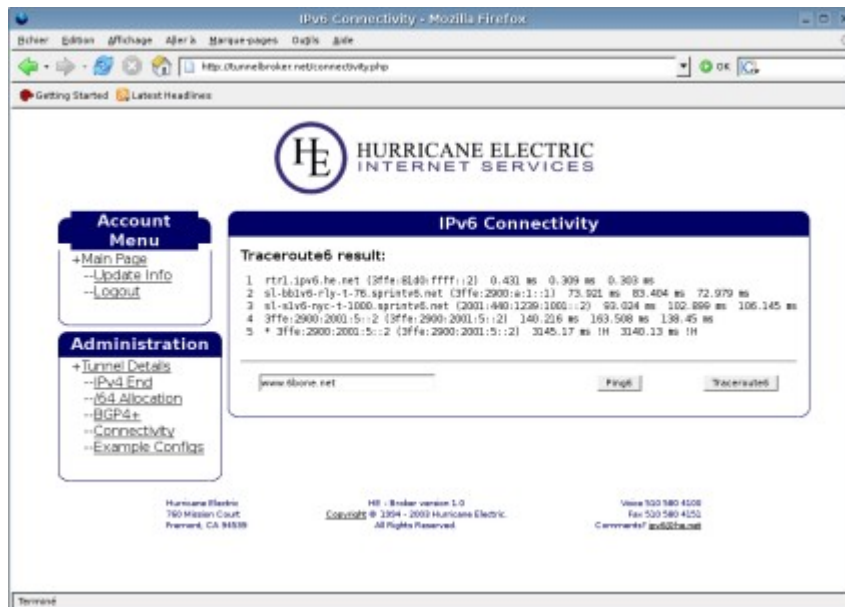 IPv6 Connectivity - Mozilla Firefox
Fichier Edition Affichage Aller à Marque-pages Outils Aide
http://tunnelbroker.net/connectivity.php
OK
Getting Started Latest Headlines
HE
HURRICANE ELECTRIC
INTERNET SERVICES
Account
Menu
+Main Page
--Update Info
--Logout
Administration
+Tunnel Details
--IPv4 End
--/64 Allocation
--BGP4+
--Connectivity
--Example Configs
IPv6 Connectivity
Traceroute6 result:
1 rtr1.ipv6.he.net (3ffe:81d0:ffff::2) 0.431 ms 0.309 ms 0.303 ms
2 sl-bb1v6-rly-t-76.sprintv6.net (3ffe:2900:a:1::1) 73.921 ms 83.404 ms 72.979 ms
3 sl-s1v6-nyc-t-1000.sprintv6.net (2001:440:1239:1001::2) 93.024 ms 102.899 ms 106.145 ms
4 3ffe:2900:2001:5::2 (3ffe:2900:2001:5::2) 140.216 ms 163.508 ms 138.45 ms
5 * 3ffe:2900:2001:5::2 (3ffe:2900:2001:5::2) 3145.17 ms !H 3140.13 ms !H
www.6bone.net
Ping6
Traceroute6
Hurricane Electric
760 Mission Court
Fremont, CA 94539
HE - Broker version 1.0
Copyright © 1994 - 2003 Hurricane Electric.
All Rights Reserved.
Voice 510 580 4100
Fax 510 580 4151
Comments? ipv6@he.net
Terminé